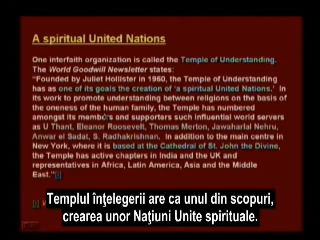 A spiritual United Nations
One interfaith organization is called the Temple of Understanding.
The World Goodwill Newsletter states:
"Founded by Juliet Hollister in 1960, the Temple of Understanding
has as one of its goals the creation of 'a spiritual United Nations.' In
its work to promote understanding between religions on the basis of
the oneness of the human family, the Temple has numbered
amongst its members and supporters such influential world servers
as U Thant, Eleanor Roosevelt, Thomas Merton, Jawaharlal Nehru,
Anwar el Sadat, S. Radhakrishnan. In addition to the main centre in
New York, where it is based at the Cathedral of St. John the Divine,
the Temple has active chapters in India and the UK and
representatives in Africa, Latin America, Asia and the Middle
East."[i]
Templul înţelegerii are ca unul din scopuri,
[i]
crearea unor Naţiuni Unite spirituale.